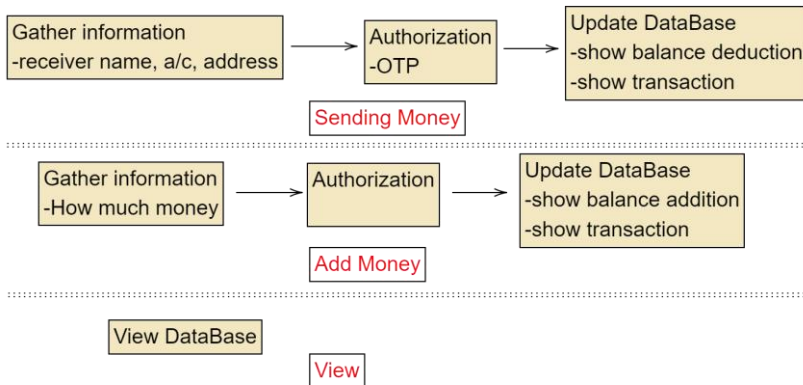 Gather information
-receiver name, a/c, address
Authorization
-OTP
Update DataBase
-show balance deduction
-show transaction
Sending Money
Gather information
-How much money
Authorization
Update DataBase
-show balance addition
-show transaction
Add Money
View DataBase
View